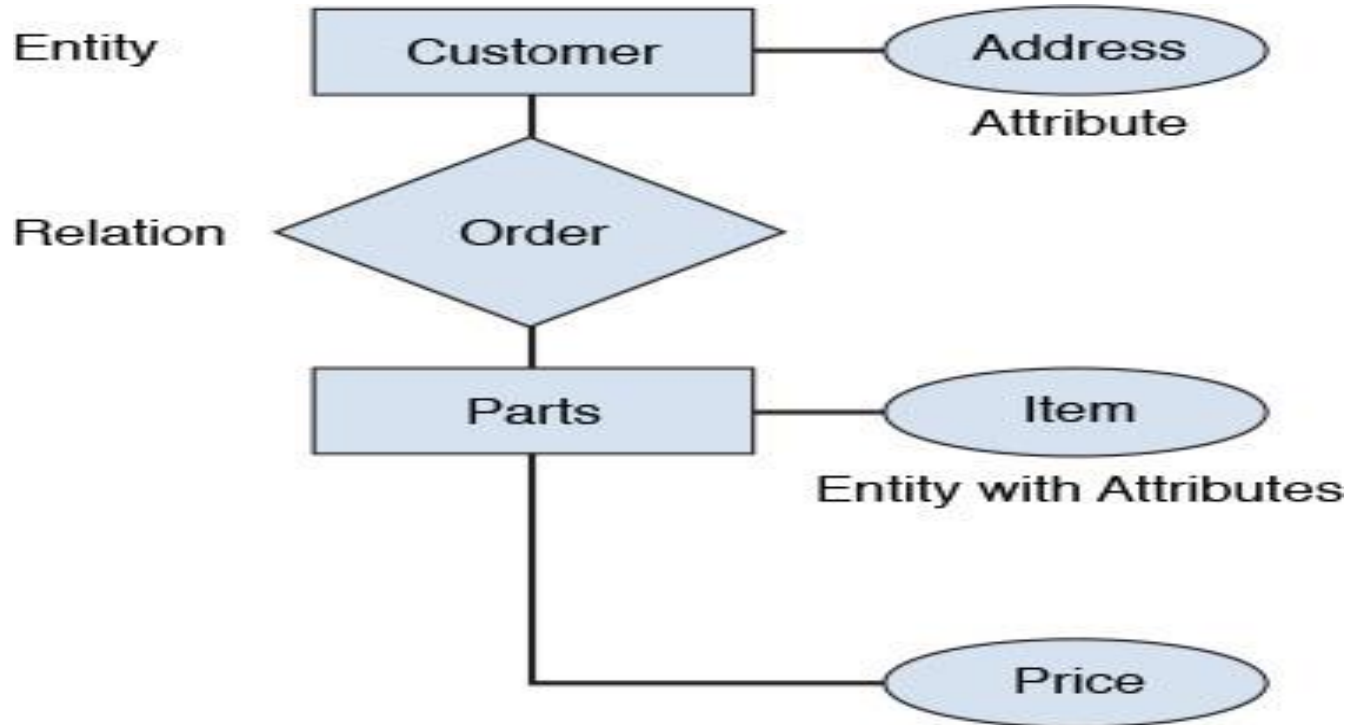 Entity
Customer
Address
Attribute
Relation
Order
Parts
Item
Entity with Attributes
Price